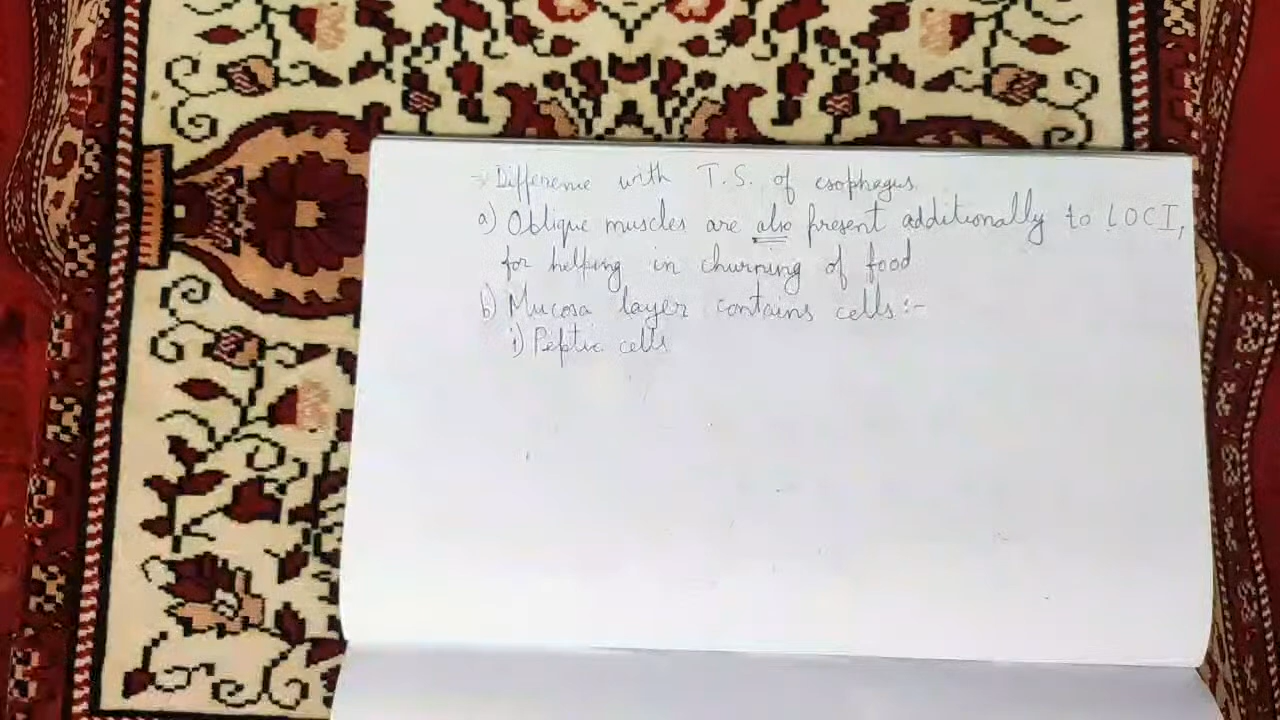 → Difference with T.S. of esophagus
a) Oblique muscles are also present additionally to LOCI,
for helping in churning of food
b) Mucosa layer contains cells :-
i) Peptic cells